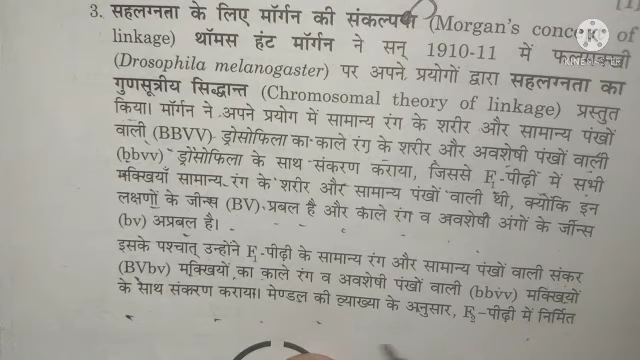 [1]
3. सहलग्नता के लिए मॉर्गन की संकल्पना (Morgan's concept of
linkage) थॉमस हंट मॉर्गन ने सन् 1910-11 में फलमक्खी
(Drosophila melanogaster) पर अपने प्रयोगों द्वारा सहलग्नता का
गुणसूत्रीय सिद्धान्त (Chromosomal theory of linkage) प्रस्तुत
किया। मॉर्गन ने अपने प्रयोग में सामान्य रंग के शरीर और सामान्य पंखों
वाली (BBVV) ड्रोसोफिला का काले रंग के शरीर और अवशेषी पंखों वाली
(bbvv) ड्रोसोफिला के साथ संकरण कराया, जिससे F₁-पीढ़ी में सभी
मक्खियाँ सामान्य रंग के शरीर और सामान्य पंखों वाली थी, क्योंकि इन
लक्षणों के जीन्स (BV) प्रबल है और काले रंग व अवशेषी अंगों के जीन्स
(bv) अप्रबल है।
इसके पश्चात् उन्होंने F₁-पीढ़ी के सामान्य रंग और सामान्य पंखों वाली संकर
(BVbv) मक्खियों का काले रंग व अवशेषी पंखों वाली (bbvv) मक्खियों
के साथ संकरण कराया। मेण्डल की व्याख्या के अनुसार, F₂-पीढ़ी में निर्मित